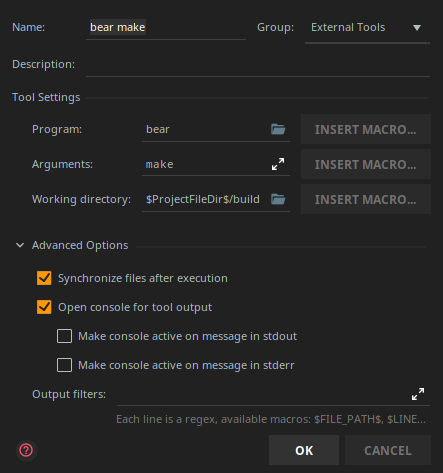 Name: bear make Group: External Tools
Description:
Tool Settings
Program: bear INSERT MACRO...
Arguments: make INSERT MACRO...
Working directory: $ProjectFileDir$/build INSERT MACRO...
Advanced Options
Synchronize files after execution
Open console for tool output
Make console active on message in stdout
Make console active on message in stderr
Output filters:
Each line is a regex, available macros: $FILE_PATH$, $LINE...
? OK CANCEL